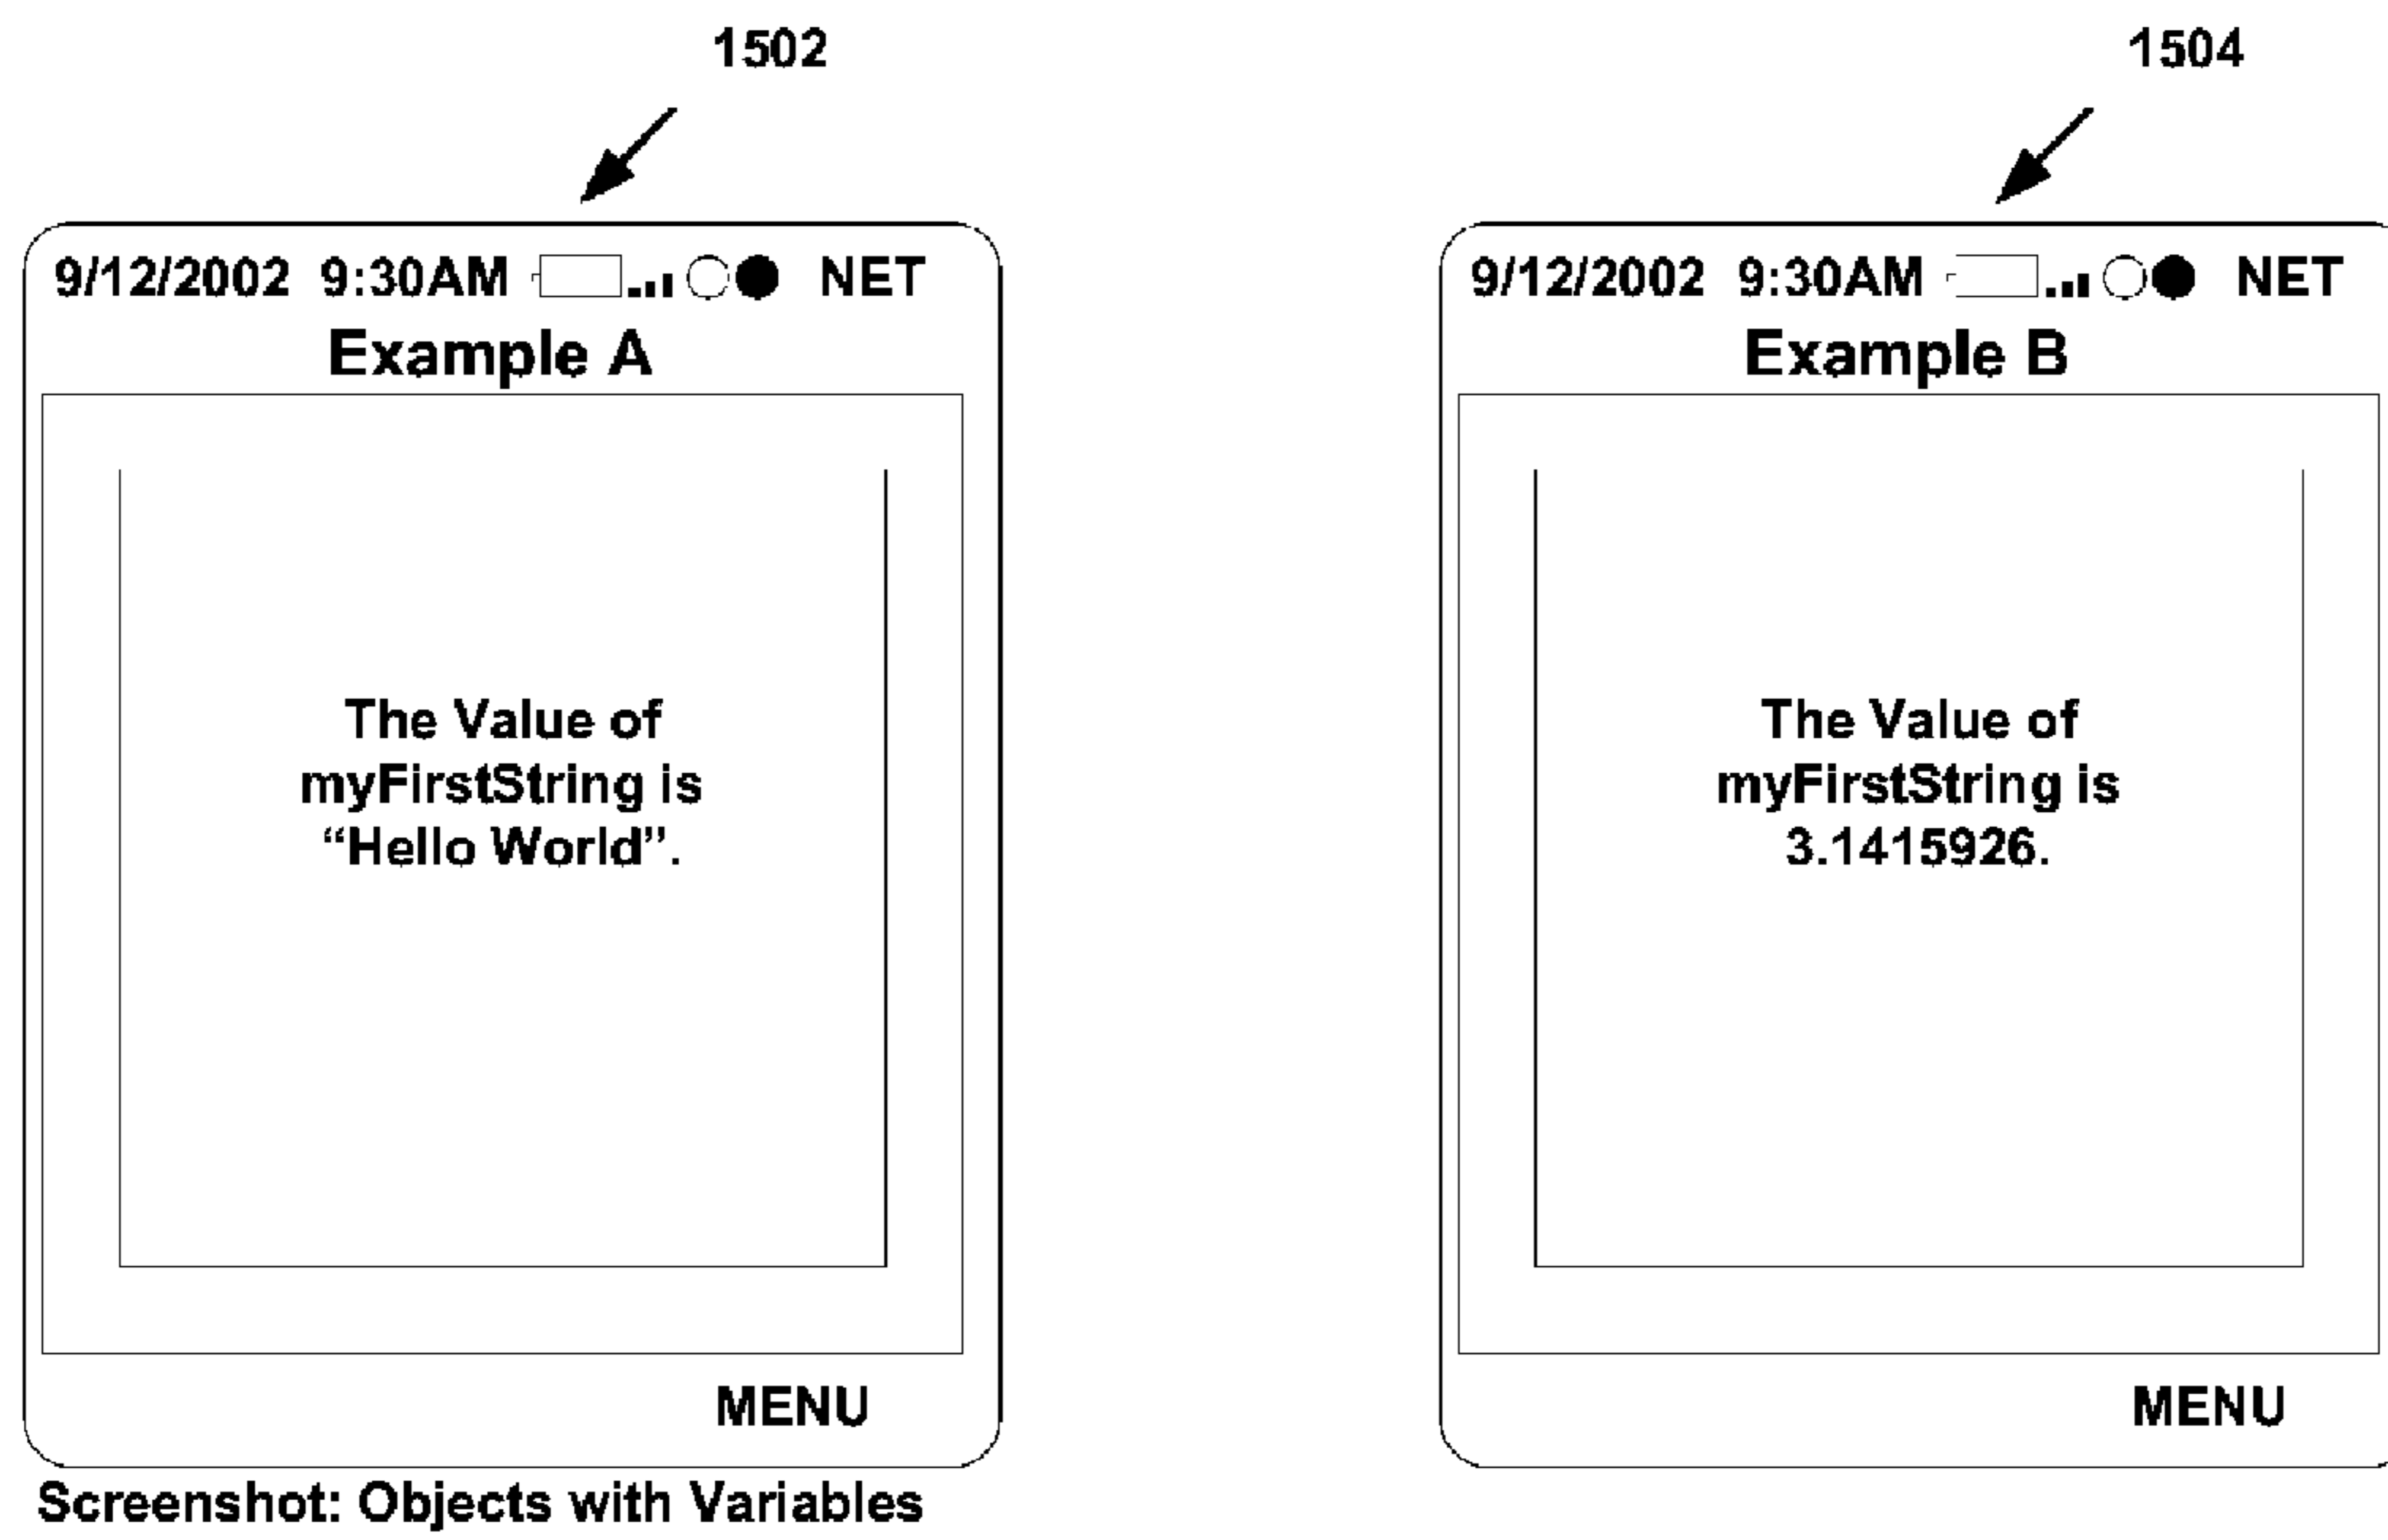 1502
9/12/2002 9:30AM NET
Example A
The Value of
myFirstString is
“Hello World”.
MENU
Screenshot: Objects with Variables
1504
9/12/2002 9:30AM NET
Example B
The Value of
myFirstString is
3.1415926.
MENU